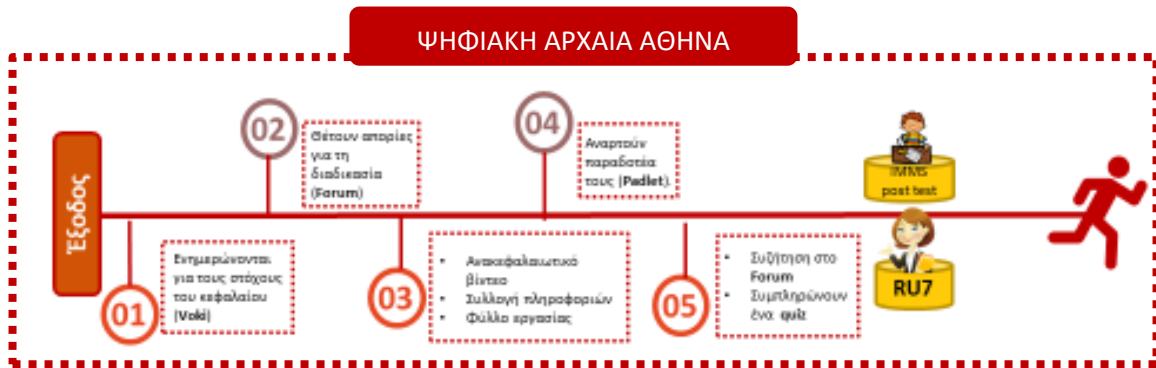 ΨΗΦΙΑΚΗ ΑΡΧΑΙΑ ΑΘΗΝΑ
Έξοδος
01
Ενημερώνονται
για τους στόχους
του κεφαλαίου
(Voki)
02
Θέτουν απορίες
για τη
διαδικασία
(Forum)
03
• Ανακεφαλαιωτικό
βίντεο
• Συλλογή πληροφοριών
• Φύλλο εργασίας
04
Αναρτούν
παραδοτέα
τους (Padlet).
05
• Συζήτηση στο
Forum
• Συμπληρώνουν
ένα quiz
IMMS
post test
RU7